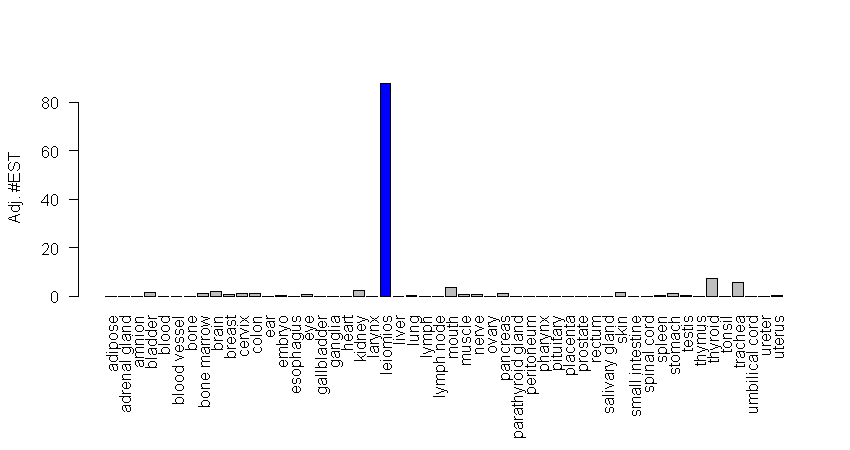 Adj. #EST
80
60
40
20
0
adipose
adrenal gland
amnion
bladder
blood
blood vessel
bone
bone marrow
brain
breast
cervix
colon
ear
embryo
esophagus
eye
gallbladder
ganglia
heart
kidney
larynx
leiomios
liver
lung
lymph
lymph node
mouth
muscle
nerve
ovary
pancreas
parathyroid gland
peritoneum
pharynx
pituitary
placenta
prostate
rectum
salivary gland
skin
small intestine
spinal cord
spleen
stomach
testis
thymus
thyroid
tonsil
trachea
umbilical cord
ureter
uterus